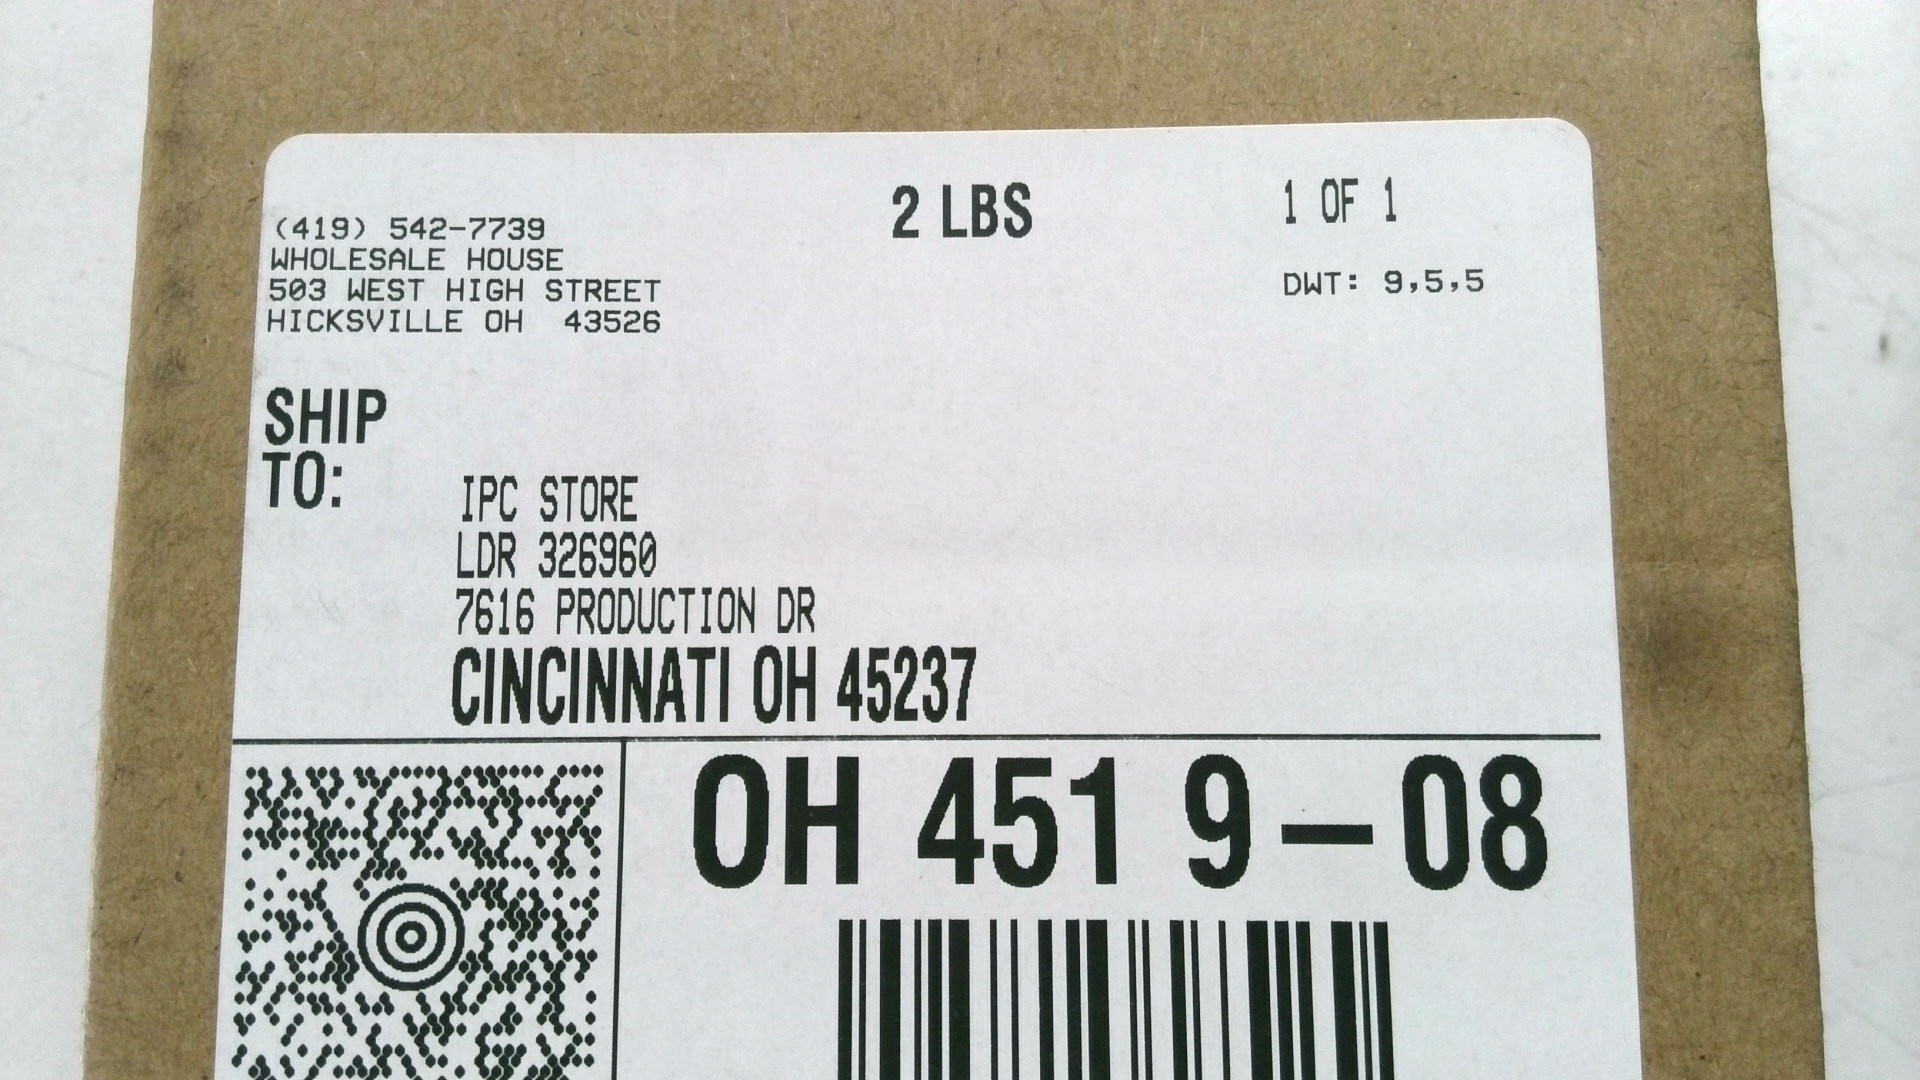 (419) 542-7739
WHOLESALE HOUSE
503 WEST HIGH STREET
HICKSVILLE OH 43526
2 LBS
1 OF 1
DWT: 9,5,5
SHIP
TO:
IPC STORE
LDR 326960
7616 PRODUCTION DR
CINCINNATI OH 45237
OH 451 9-08